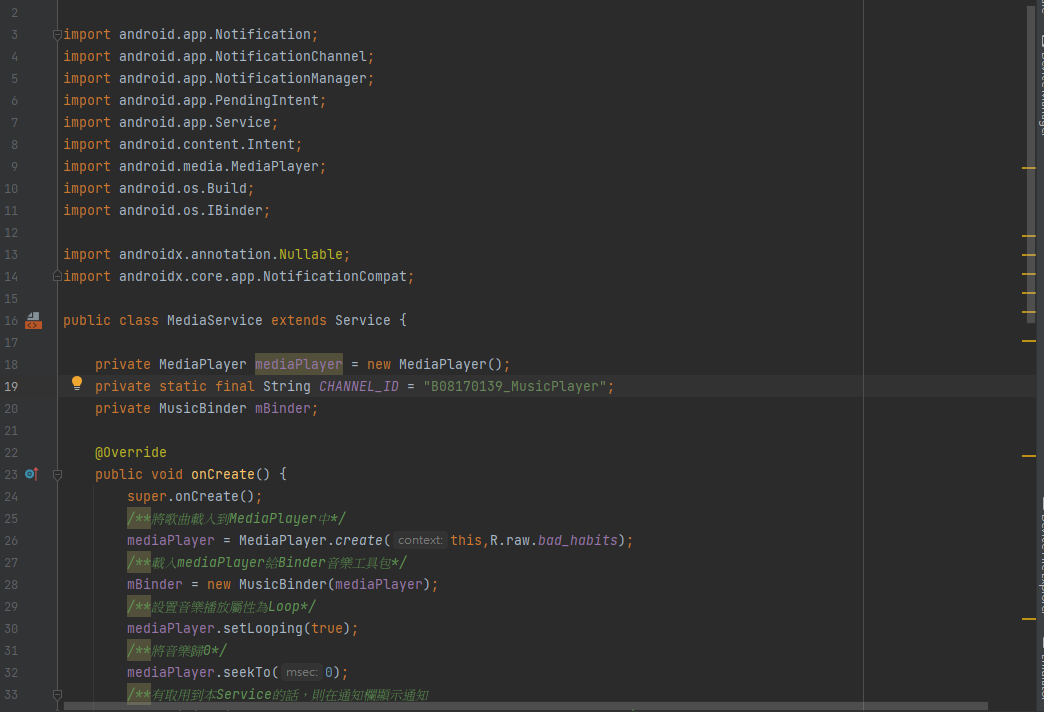 2
3 import android.app.Notification;
4 import android.app.NotificationChannel;
5 import android.app.NotificationManager;
6 import android.app.PendingIntent;
7 import android.app.Service;
8 import android.content.Intent;
9 import android.media.MediaPlayer;
10 import android.os.Build;
11 import android.os.IBinder;
12
13 import androidx.annotation.Nullable;
14 import androidx.core.app.NotificationCompat;
15
16 public class MediaService extends Service {
17
18 private MediaPlayer mediaPlayer = new MediaPlayer();
19 private static final String CHANNEL_ID = "B08170139_MusicPlayer";
20 private MusicBinder mBinder;
21
22 @Override
23 public void onCreate() {
24 super.onCreate();
25 /**將歌曲載入到MediaPlayer中*/
26 mediaPlayer = MediaPlayer.create( context: this,R.raw.bad_habits);
27 /**載入mediaPlayer給Binder音樂工具包*/
28 mBinder = new MusicBinder(mediaPlayer);
29 /**設置音樂播放屬性為Loop*/
30 mediaPlayer.setLooping(true);
31 /**將音樂歸0*/
32 mediaPlayer.seekTo( msec: 0);
33 /**有取用到本Service的話，則在通知欄顯示通知